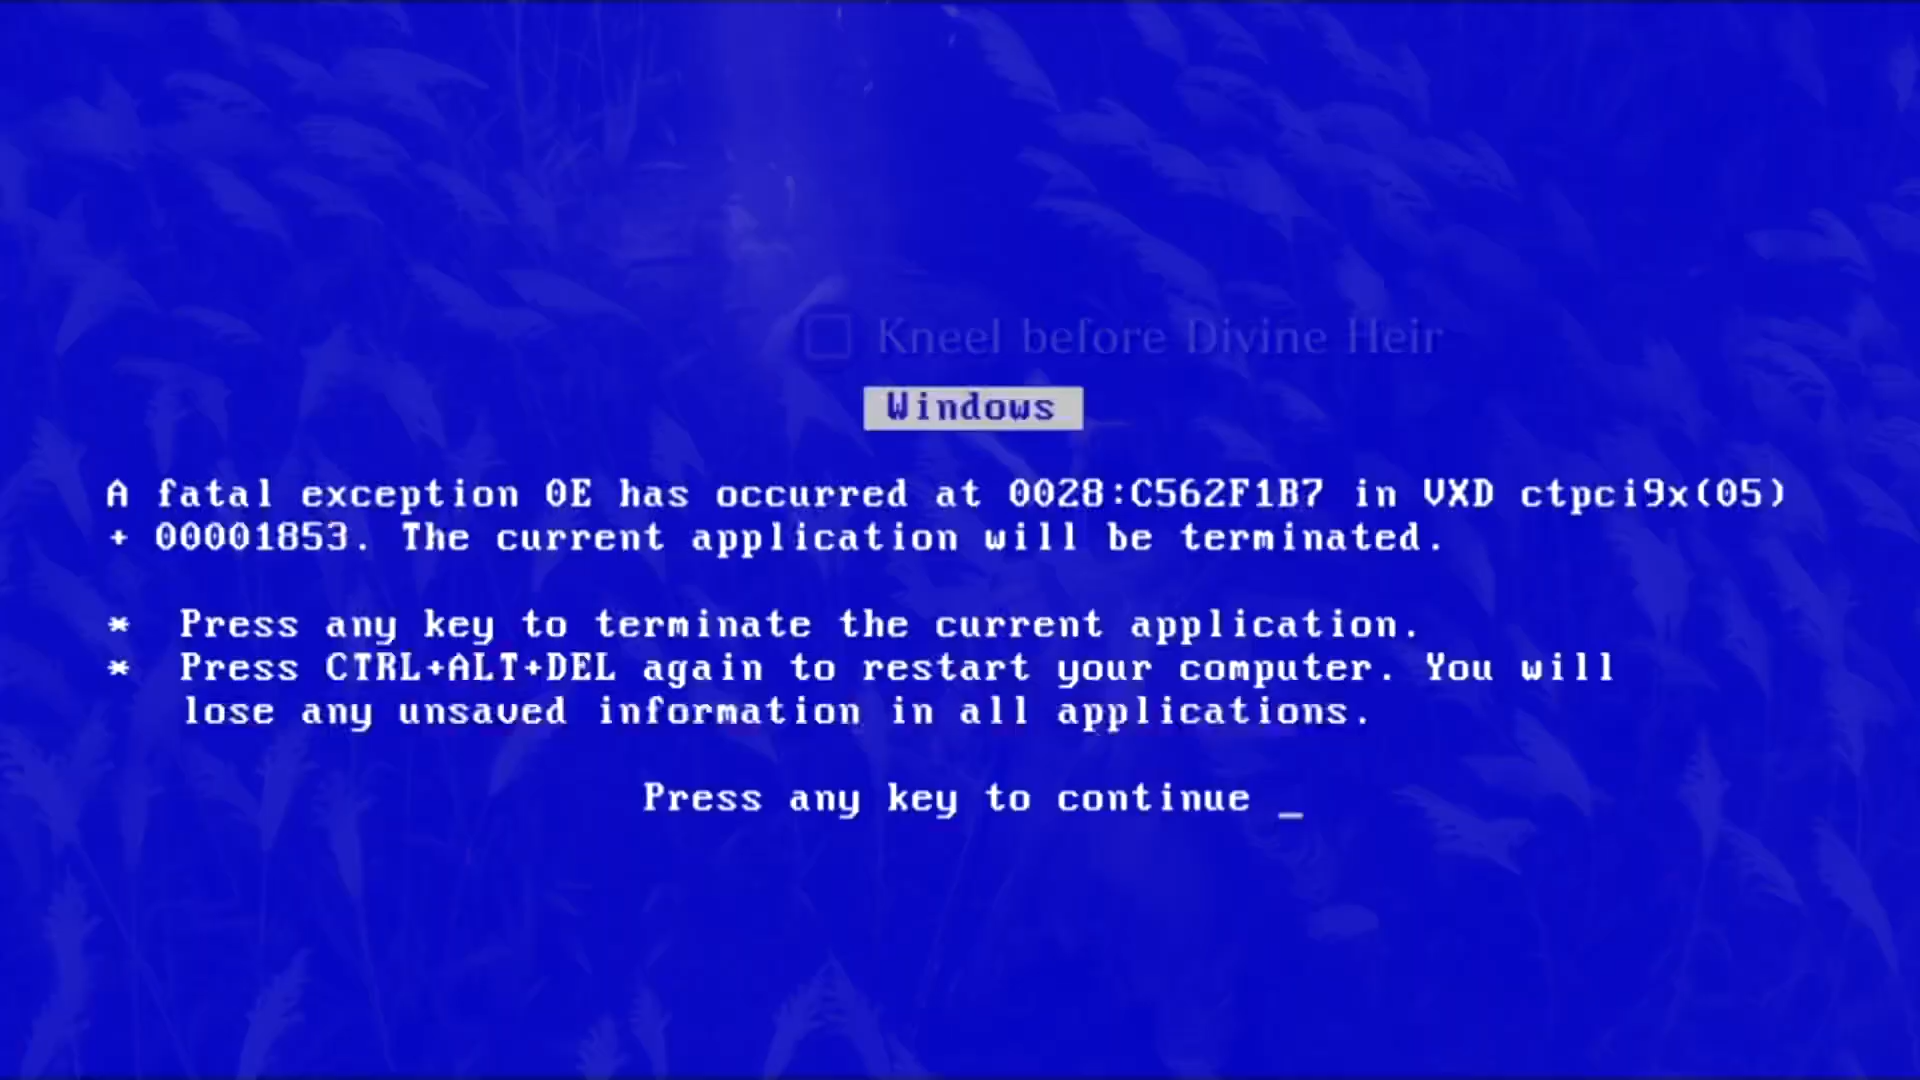 Kneel before Divine Heir
Windows
A fatal exception 0E has occurred at 0028:C562F1B7 in VXD ctpci9x(05)
+ 00001853. The current application will be terminated.
* Press any key to terminate the current application.
* Press CTRL+ALT+DEL again to restart your computer. You will
lose any unsaved information in all applications.
Press any key to continue _